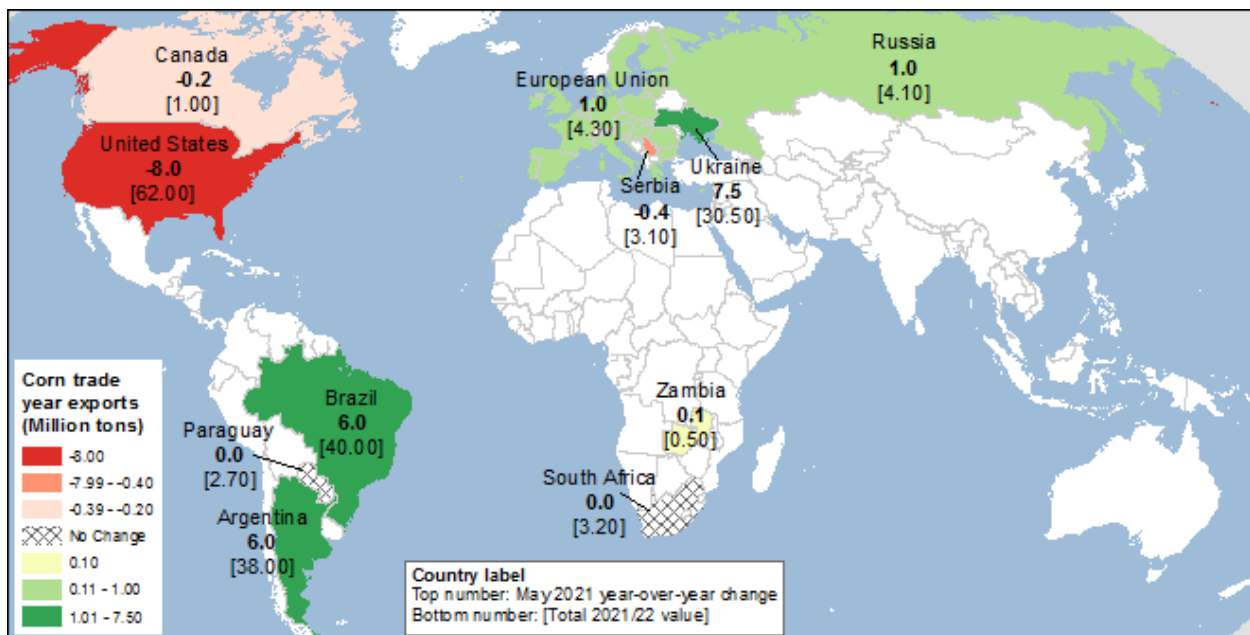 Canada
-0.2
[1.00]
United States
-8.0
[62.00]
European Union
1.0
[4.30]
Russia
1.0
[4.10]
Serbia
-0.4
[3.10]
Ukraine
7.5
[30.50]
Brazil
6.0
[40.00]
Paraguay
0.0
[2.70]
Argentina
6.0
[38.00]
Zambia
0.1
[0.50]
South Africa
0.0
[3.20]
Corn trade
year exports
(Million tons)
-8.00
-7.99 - -0.40
-0.39 - -0.20
No Change
0.10
0.11 - 1.00
1.01 - 7.50
Country label
Top number: May 2021 year-over-year change
Bottom number: [Total 2021/22 value]